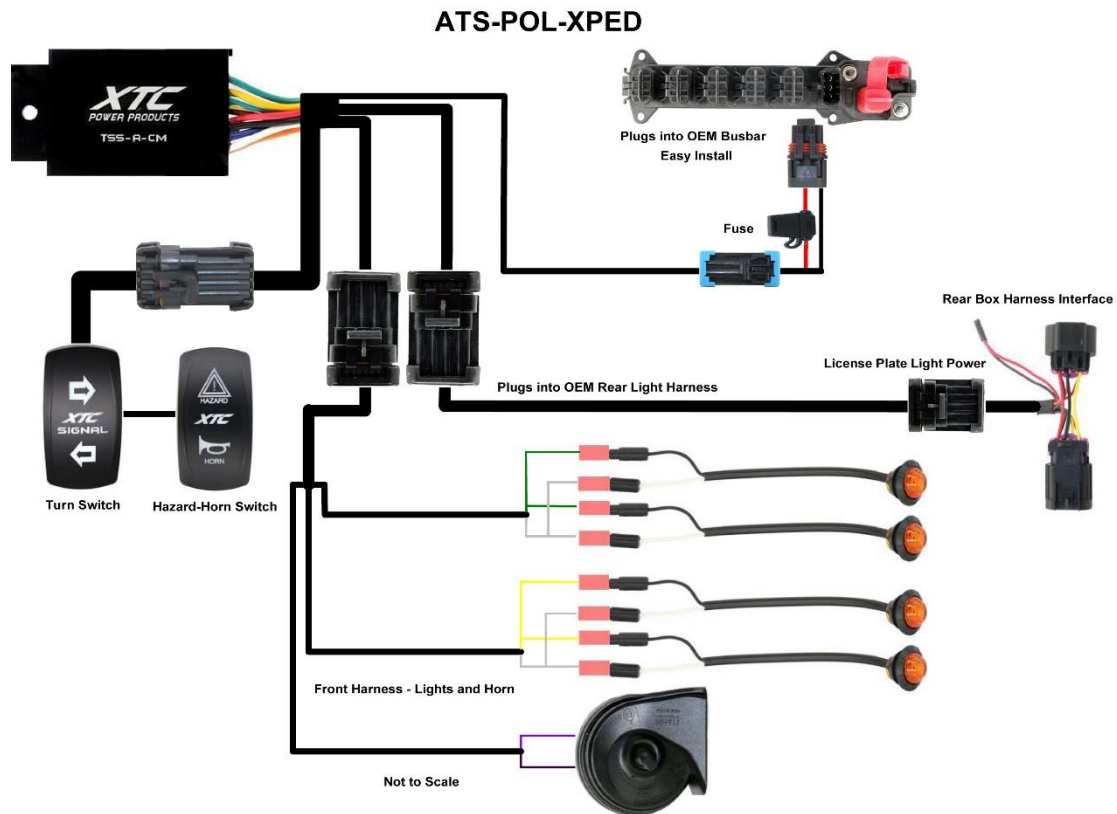 ATS-POL-XPED
XTC
POWER PRODUCTS
TSS-A-CM
Plugs into OEM Busbar
Easy Install
Fuse
Rear Box Harness Interface
License Plate Light Power
Plugs into OEM Rear Light Harness
XTC
SIGNAL
HAZARD
XTC
HORN
Turn Switch
Hazard-Horn Switch
Front Harness - Lights and Horn
Not to Scale